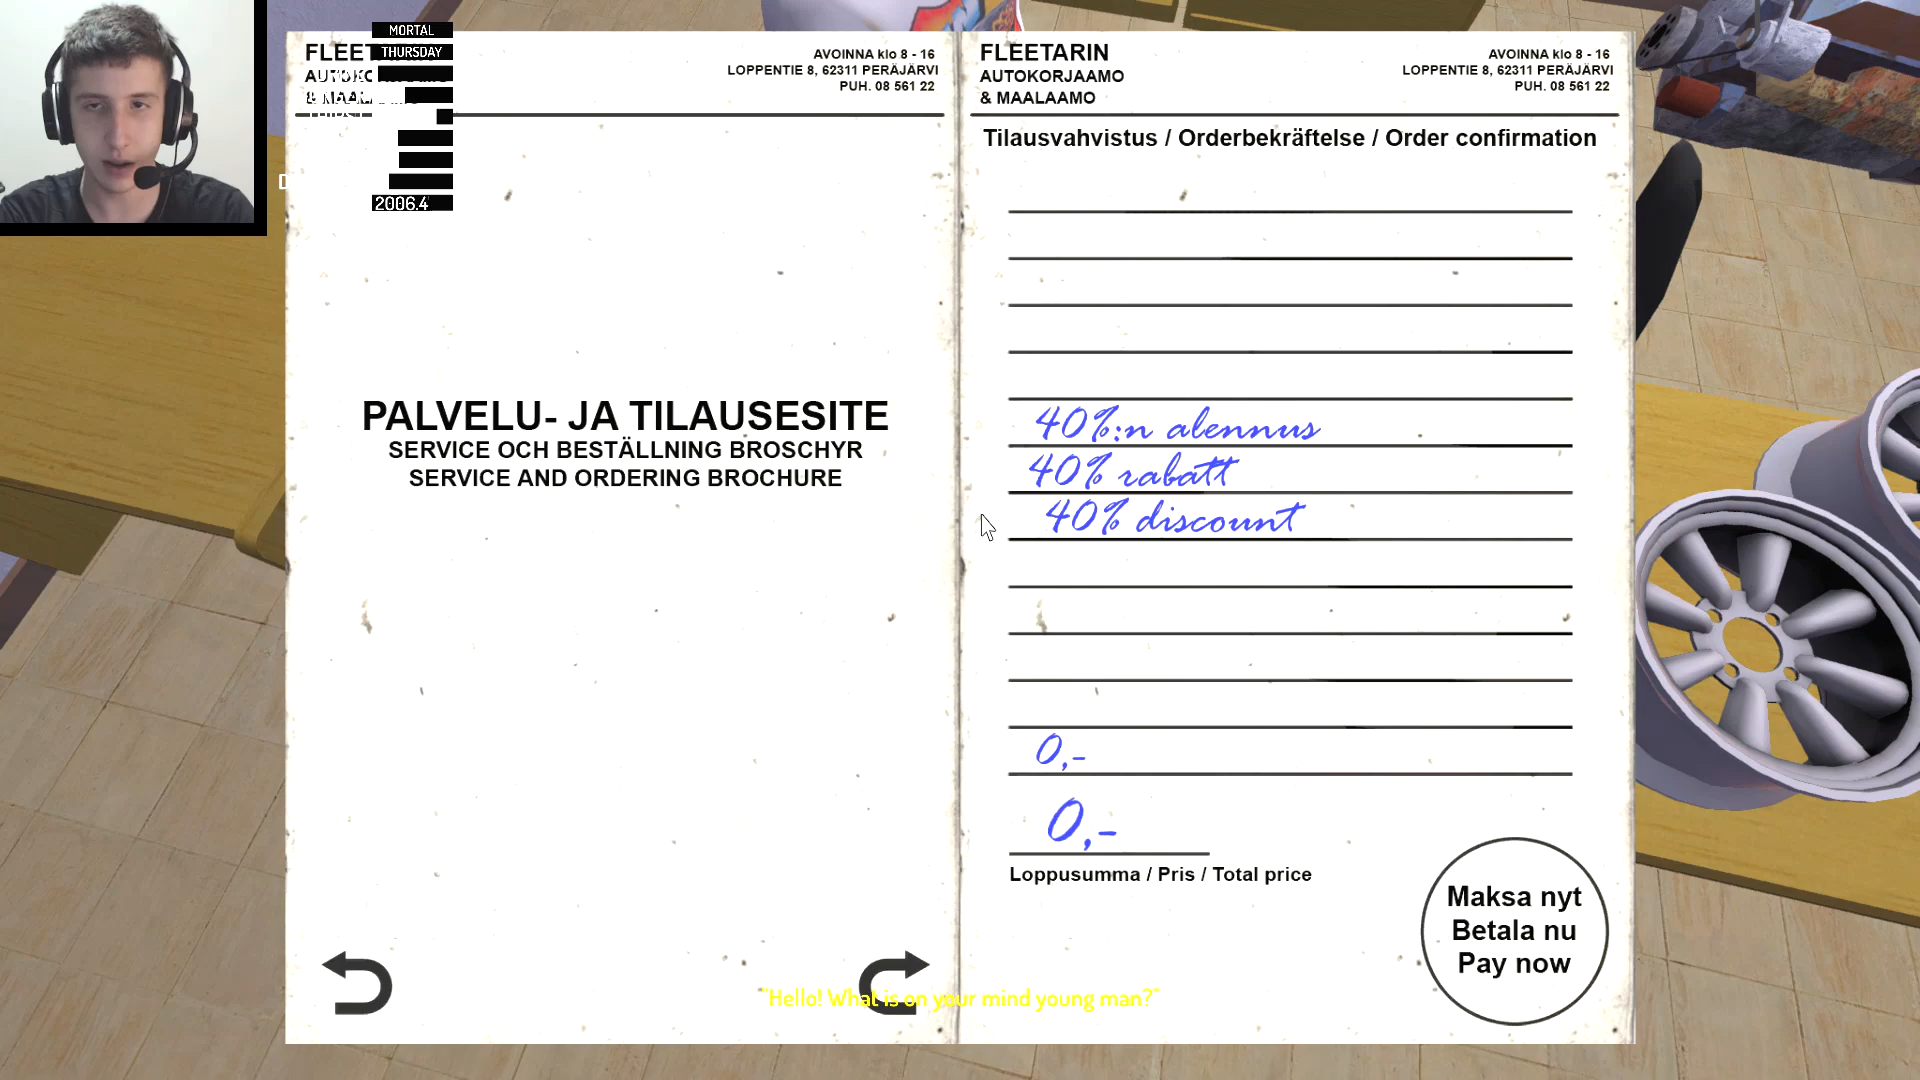 MORTAL
THURSDAY
2006.4
FLEETARIN
AUTOKORJAAMO
& MAALAAMO
AVOINNA klo 8 - 16
LOPPENTIE 8, 62311 PERÄJÄRVI
PUH. 08 561 22
PALVELU- JA TILAUSESITE
SERVICE OCH BESTÄLLNING BROSCHYR
SERVICE AND ORDERING BROCHURE
FLEETARIN
AUTOKORJAAMO
& MAALAAMO
AVOINNA klo 8 - 16
LOPPENTIE 8, 62311 PERÄJÄRVI
PUH. 08 561 22
Tilausvahvistus / Orderbekräftelse / Order confirmation
40%:n alennus
40% rabatt
40% discount
0,-
0,-
Loppusumma / Pris / Total price
Maksa nyt
Betala nu
Pay now
"Hello! What is on your mind young man?"